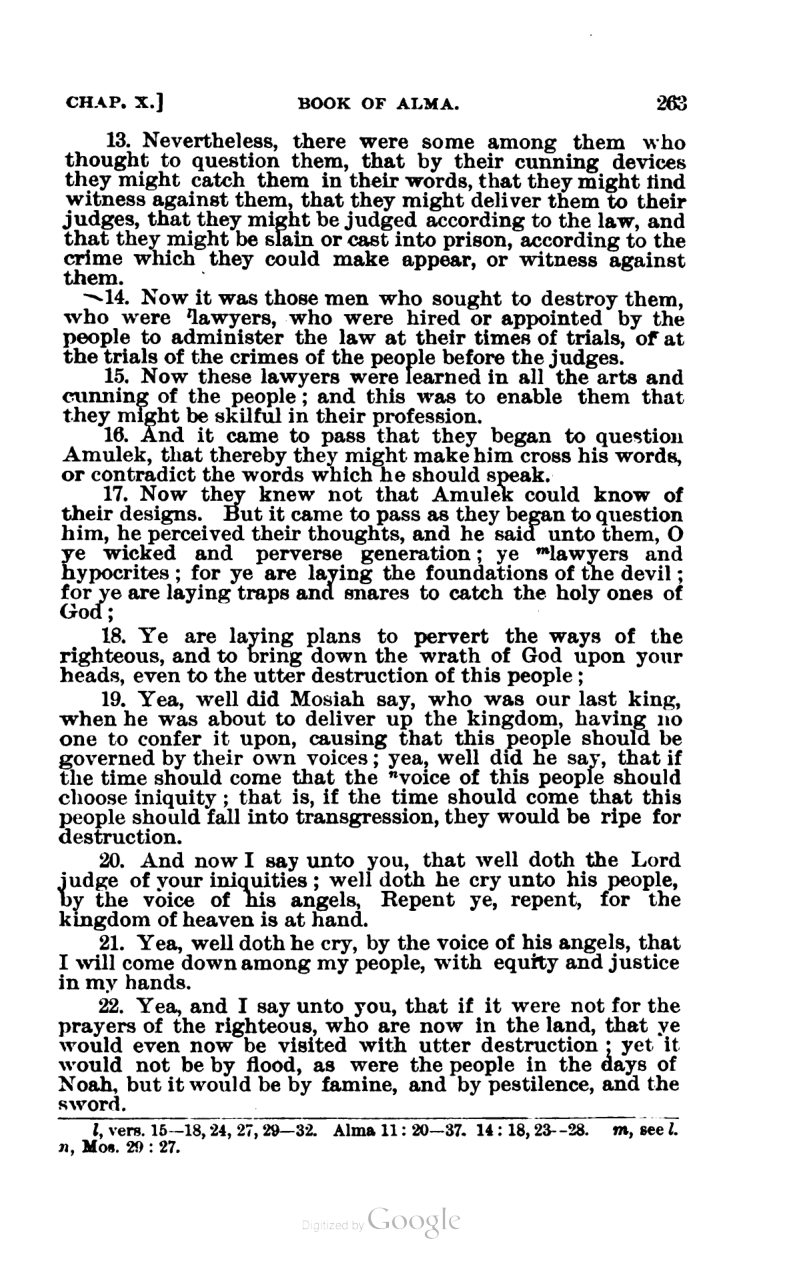 CHAP. X.] BOOK OF ALMA. 263
13. Nevertheless, there were some among them who
thought to question them, that by their cunning devices
they might catch them in their words, that they might find
witness against them, that they might deliver them to their
judges, that they might be judged according to the law, and
that they might be slain or cast into prison, according to the
crime which they could make appear, or witness against
them.
14. Now it was those men who sought to destroy them,
who were ˡlawyers, who were hired or appointed by the
people to administer the law at their times of trials, or at
the trials of the crimes of the people before the judges.
15. Now these lawyers were learned in all the arts and
cunning of the people; and this was to enable them that
they might be skilful in their profession.
16. And it came to pass that they began to question
Amulek, that thereby they might make him cross his words,
or contradict the words which he should speak.
17. Now they knew not that Amulek could know of
their designs. But it came to pass as they began to question
him, he perceived their thoughts, and he said unto them, O
ye wicked and perverse generation; ye ᵐlawyers and
hypocrites; for ye are laying the foundations of the devil;
for ye are laying traps and snares to catch the holy ones of
God;
18. Ye are laying plans to pervert the ways of the
righteous, and to bring down the wrath of God upon your
heads, even to the utter destruction of this people;
19. Yea, well did Mosiah say, who was our last king,
when he was about to deliver up the kingdom, having no
one to confer it upon, causing that this people should be
governed by their own voices; yea, well did he say, that if
the time should come that the ⁿvoice of this people should
choose iniquity; that is, if the time should come that this
people should fall into transgression, they would be ripe for
destruction.
20. And now I say unto you, that well doth the Lord
judge of your iniquities; well doth he cry unto his people,
by the voice of his angels, Repent ye, repent, for the
kingdom of heaven is at hand.
21. Yea, well doth he cry, by the voice of his angels, that
I will come down among my people, with equity and justice
in my hands.
22. Yea, and I say unto you, that if it were not for the
prayers of the righteous, who are now in the land, that ye
would even now be visited with utter destruction; yet it
would not be by flood, as were the people in the days of
Noah, but it would be by famine, and by pestilence, and the
sword.
l, vers. 15—18, 24, 27, 29—32. Alma 11: 20—37. 14: 18, 23--28. m, see l.
n, Mos. 29: 27.
Digitized by Google